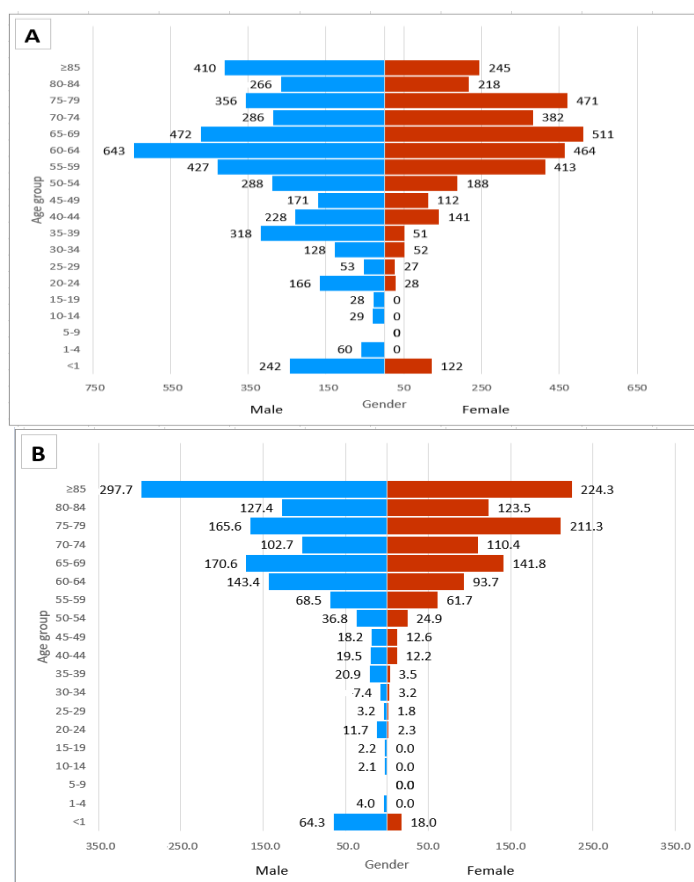 A
≥85 410 245
80-84 266 218
75-79 356 471
70-74 286 382
65-69 472 511
60-64 643 464
55-59 427 413
50-54 288 188
45-49 171 112
40-44 228 141
35-39 318 51
30-34 128 52
25-29 53 27
20-24 166 28
15-19 28 0
10-14 29 0
5-9 0
1-4 60 0
<1 242 122
Age group
750 550 350 150 50 250 450 650
Male Gender Female
B
≥85 297.7 224.3
80-84 127.4 123.5
75-79 165.6 211.3
70-74 102.7 110.4
65-69 170.6 141.8
60-64 143.4 93.7
55-59 68.5 61.7
50-54 36.8 24.9
45-49 18.2 12.6
40-44 19.5 12.2
35-39 20.9 3.5
30-34 7.4 3.2
25-29 3.2 1.8
20-24 11.7 2.3
15-19 2.2 0.0
10-14 2.1 0.0
5-9 0.0
1-4 4.0 0.0
<1 64.3 18.0
Age group
350.0 250.0 150.0 50.0 50.0 150.0 250.0 350.0
Male Gender Female